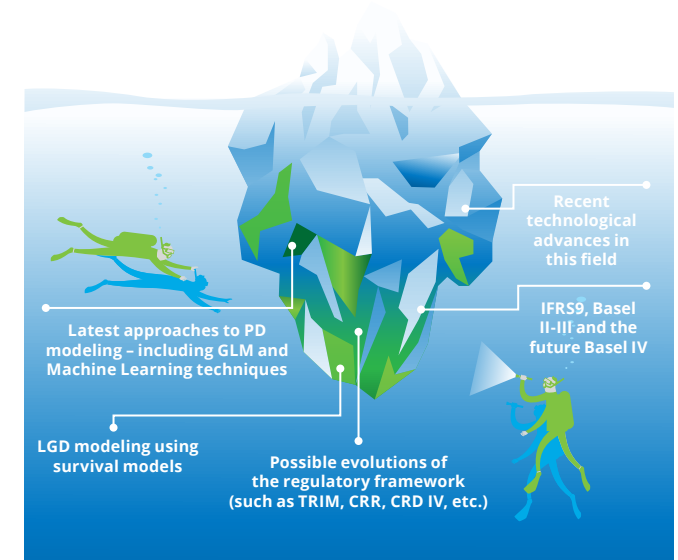 Recent
technological
advances in
this field
IFRS9, Basel
II-III and the
future Basel IV
Latest approaches to PD
modeling – including GLM and
Machine Learning techniques
LGD modeling using
survival models
Possible evolutions of
the regulatory framework
(such as TRIM, CRR, CRD IV, etc.)